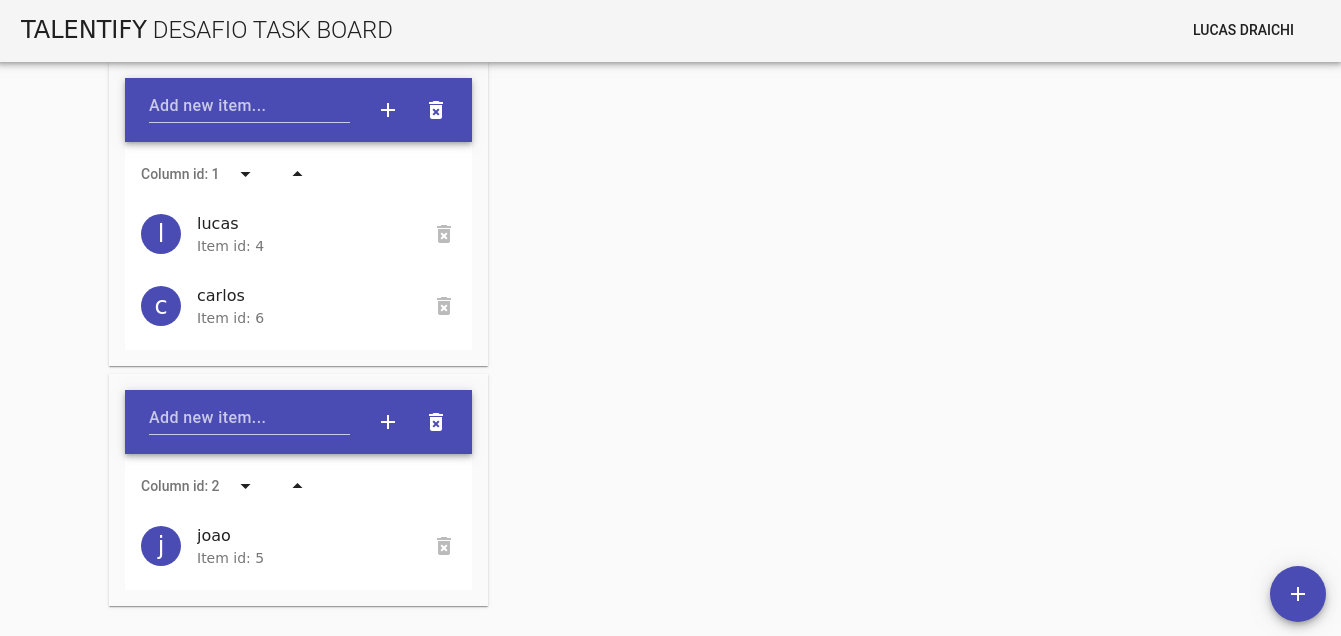 TALENTIFY DESAFIO TASK BOARD
LUCAS DRAICHI
Add new item...
Column id: 1
l
lucas
Item id: 4
c
carlos
Item id: 6
Add new item...
Column id: 2
j
joao
Item id: 5